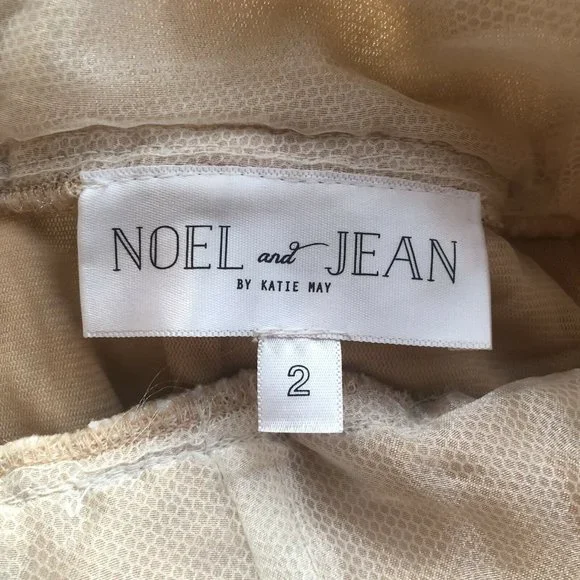 NOEL and JEAN
BY KATIE MAY
2